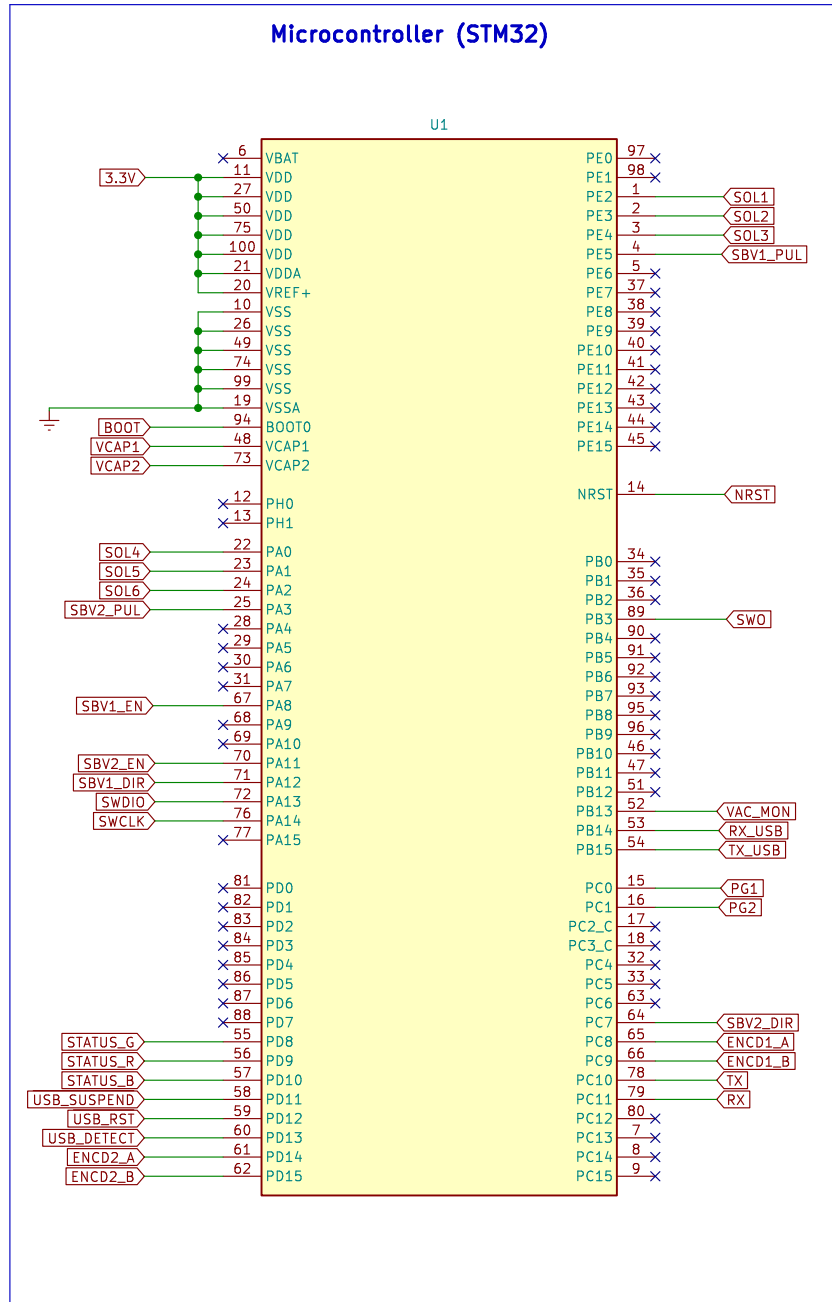 Microcontroller (STM32)
U1
6 VBAT PE0 97
3.3V 11 VDD PE1 98
27 VDD PE2 1 SOL1
50 VDD PE3 2 SOL2
75 VDD PE4 3 SOL3
100 VDD PE5 4 SBV1_PUL
21 VDDA PE6 5
20 VREF+ PE7 37
10 VSS PE8 38
26 VSS PE9 39
49 VSS PE10 40
74 VSS PE11 41
99 VSS PE12 42
19 VSSA PE13 43
BOOT 94 BOOT0 PE14 44
VCAP1 48 VCAP1 PE15 45
VCAP2 73 VCAP2
NRST 14 NRST
12 PH0
13 PH1
SOL4 22 PA0 PB0 34
SOL5 23 PA1 PB1 35
SOL6 24 PA2 PB2 36
SBV2_PUL 25 PA3 PB3 89 SWO
28 PA4 PB4 90
29 PA5 PB5 91
30 PA6 PB6 92
31 PA7 PB7 93
SBV1_EN 67 PA8 PB8 95
68 PA9 PB9 96
69 PA10 PB10 46
SBV2_EN 70 PA11 PB11 47
SBV1_DIR 71 PA12 PB12 51
SWDIO 72 PA13 PB13 52 VAC_MON
SWCLK 76 PA14 PB14 53 RX_USB
77 PA15 PB15 54 TX_USB
81 PD0 PC0 15 PG1
82 PD1 PC1 16 PG2
83 PD2 PC2_C 17
84 PD3 PC3_C 18
85 PD4 PC4 32
86 PD5 PC5 33
87 PD6 PC6 63
88 PD7 PC7 64 SBV2_DIR
STATUS_G 55 PD8 PC8 65 ENCD1_A
STATUS_R 56 PD9 PC9 66 ENCD1_B
STATUS_B 57 PD10 PC10 78 TX
USB_SUSPEND 58 PD11 PC11 79 RX
USB_RST 59 PD12 PC12 80
USB_DETECT 60 PD13 PC13 7
ENCD2_A 61 PD14 PC14 8
ENCD2_B 62 PD15 PC15 9